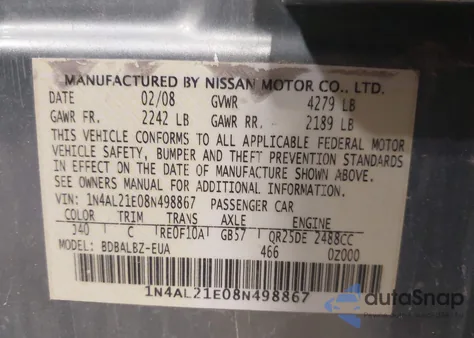 MANUFACTURED BY NISSAN MOTOR CO., LTD.
DATE 02/08 GVWR 4279 LB
GAWR FR. 2242 LB GAWR RR. 2189 LB
THIS VEHICLE CONFORMS TO ALL APPLICABLE FEDERAL MOTOR
VEHICLE SAFETY, BUMPER AND THEFT PREVENTION STANDARDS
IN EFFECT ON THE DATE OF MANUFACTURE SHOWN ABOVE.
SEE OWNERS MANUAL FOR ADDITIONAL INFORMATION.
VIN: 1N4AL21E08N498867 PASSENGER CAR
COLOR TRIM TRANS AXLE ENGINE
J40 C RE0F10A GB57 QR25DE 2488CC
MODEL: BDBALBZ-EUA 466 0Z000
1N4AL21E08N498867
autoSnap